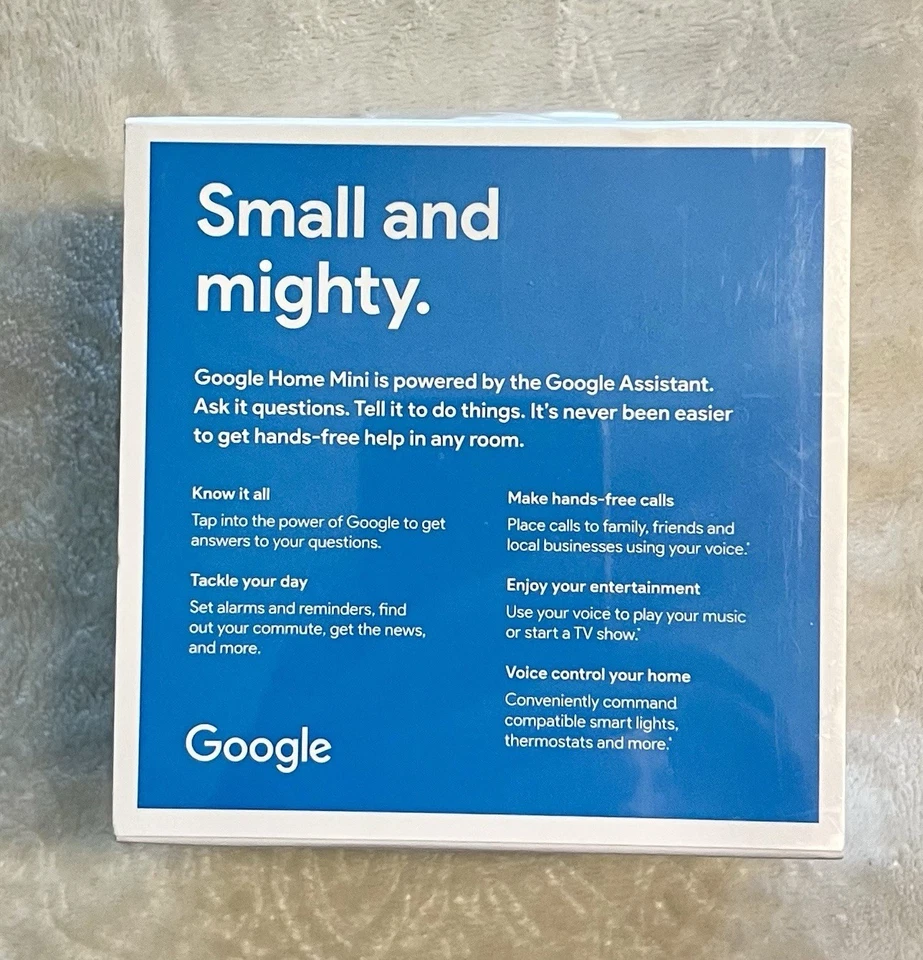 Small and
mighty.
Google Home Mini is powered by the Google Assistant.
Ask it questions. Tell it to do things. It's never been easier
to get hands-free help in any room.
Know it all
Tap into the power of Google to get
answers to your questions.
Tackle your day
Set alarms and reminders, find
out your commute, get the news,
and more.
Make hands-free calls
Place calls to family, friends and
local businesses using your voice.*
Enjoy your entertainment
Use your voice to play your music
or start a TV show.*
Voice control your home
Conveniently command
compatible smart lights,
thermostats and more.*
Google